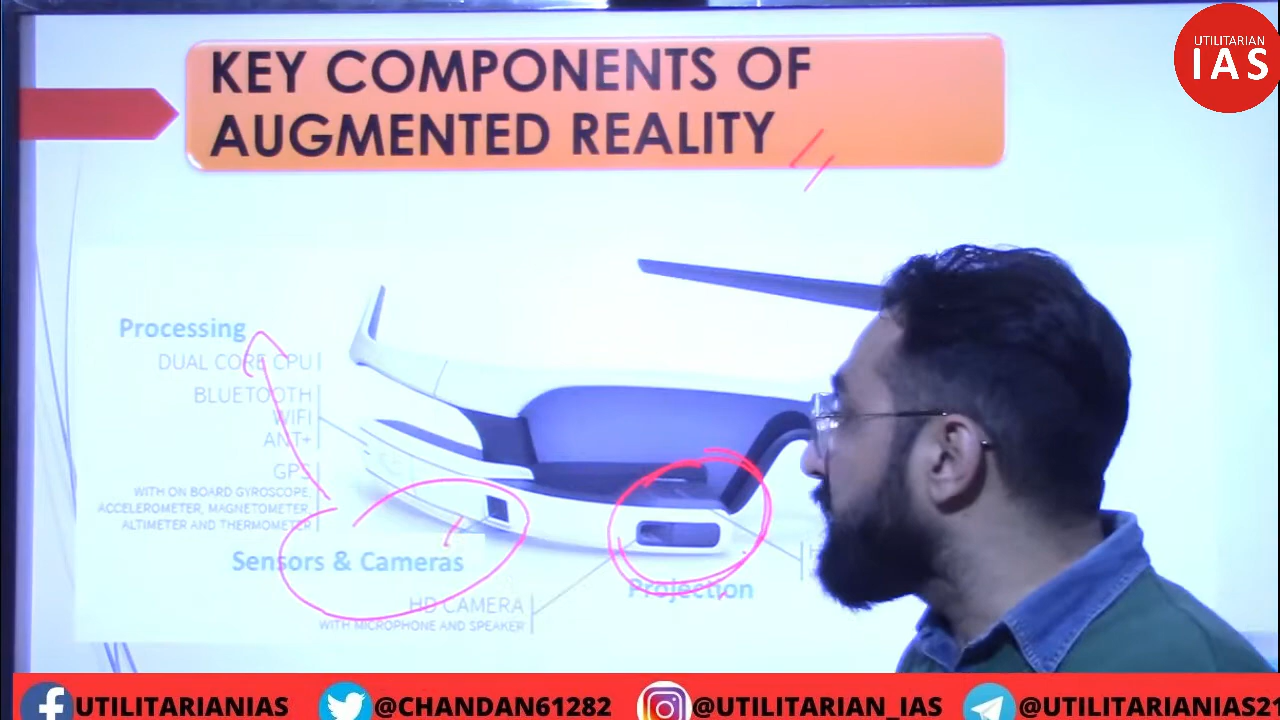 UTILITARIAN
IAS
KEY COMPONENTS OF
AUGMENTED REALITY
Processing
DUAL CORE CPU
BLUETOOTH
WIFI
ANT+
GPS
WITH ON BOARD GYROSCOPE,
ACCELEROMETER, MAGNETOMETER,
ALTIMETER AND THERMOMETER
Sensors & Cameras
Projection
HD CAMERA
WITH MICROPHONE AND SPEAKER
UTILITARIANIAS
@CHANDAN61282
@UTILITARIAN_IAS
@UTILITARIANIAS21